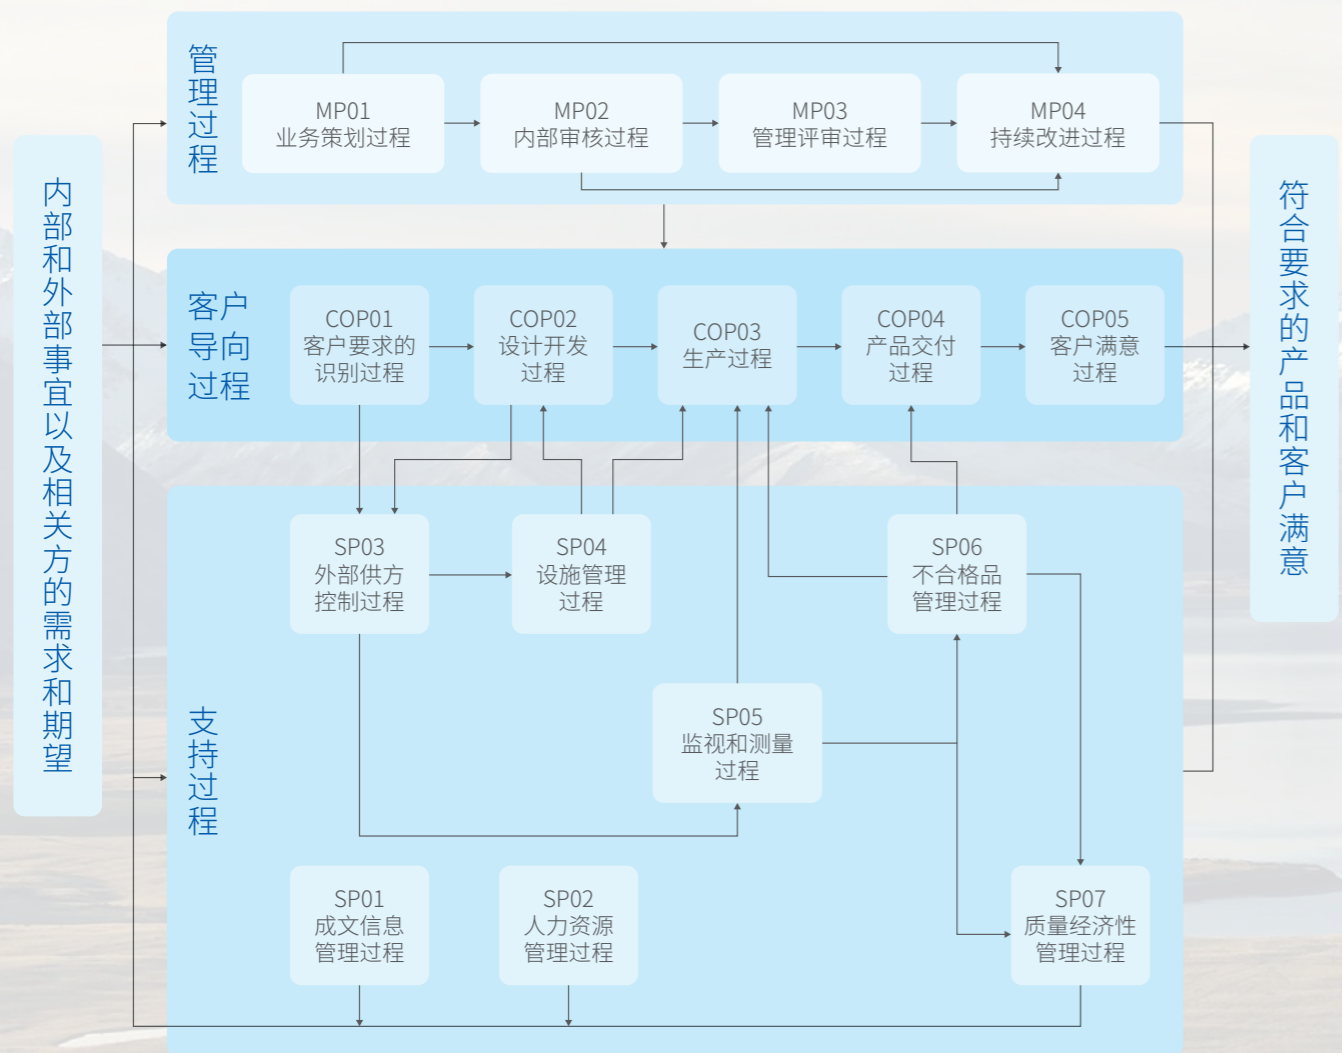 内部和外部事宜以及相关方的需求和期望
管理过程
MP01
业务策划过程
MP02
内部审核过程
MP03
管理评审过程
MP04
持续改进过程
客户
导向
过程
COP01
客户要求的
识别过程
COP02
设计开发
过程
COP03
生产过程
COP04
产品交付
过程
COP05
客户满意
过程
支持过程
SP03
外部供方
控制过程
SP04
设施管理
过程
SP06
不合格品
管理过程
SP05
监视和测量
过程
SP01
成文信息
管理过程
SP02
人力资源
管理过程
SP07
质量经济性
管理过程
符合要求的产品和客户满意